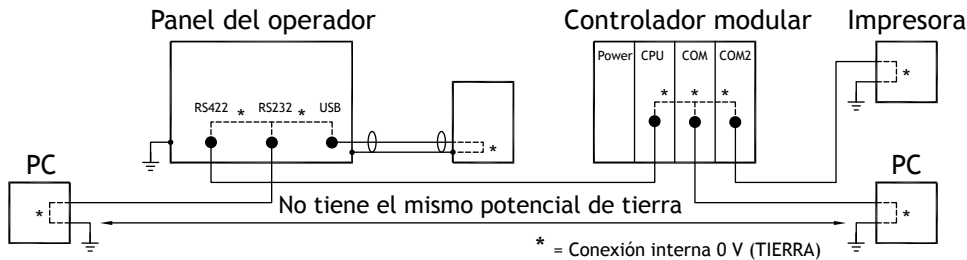 Panel del operador
Controlador modular
Impresora
Power
CPU
COM
COM2
*
*
*
*
RS422
*
RS232
*
USB
*
PC
PC
*
*
No tiene el mismo potencial de tierra
* = Conexión interna 0 V (TIERRA)